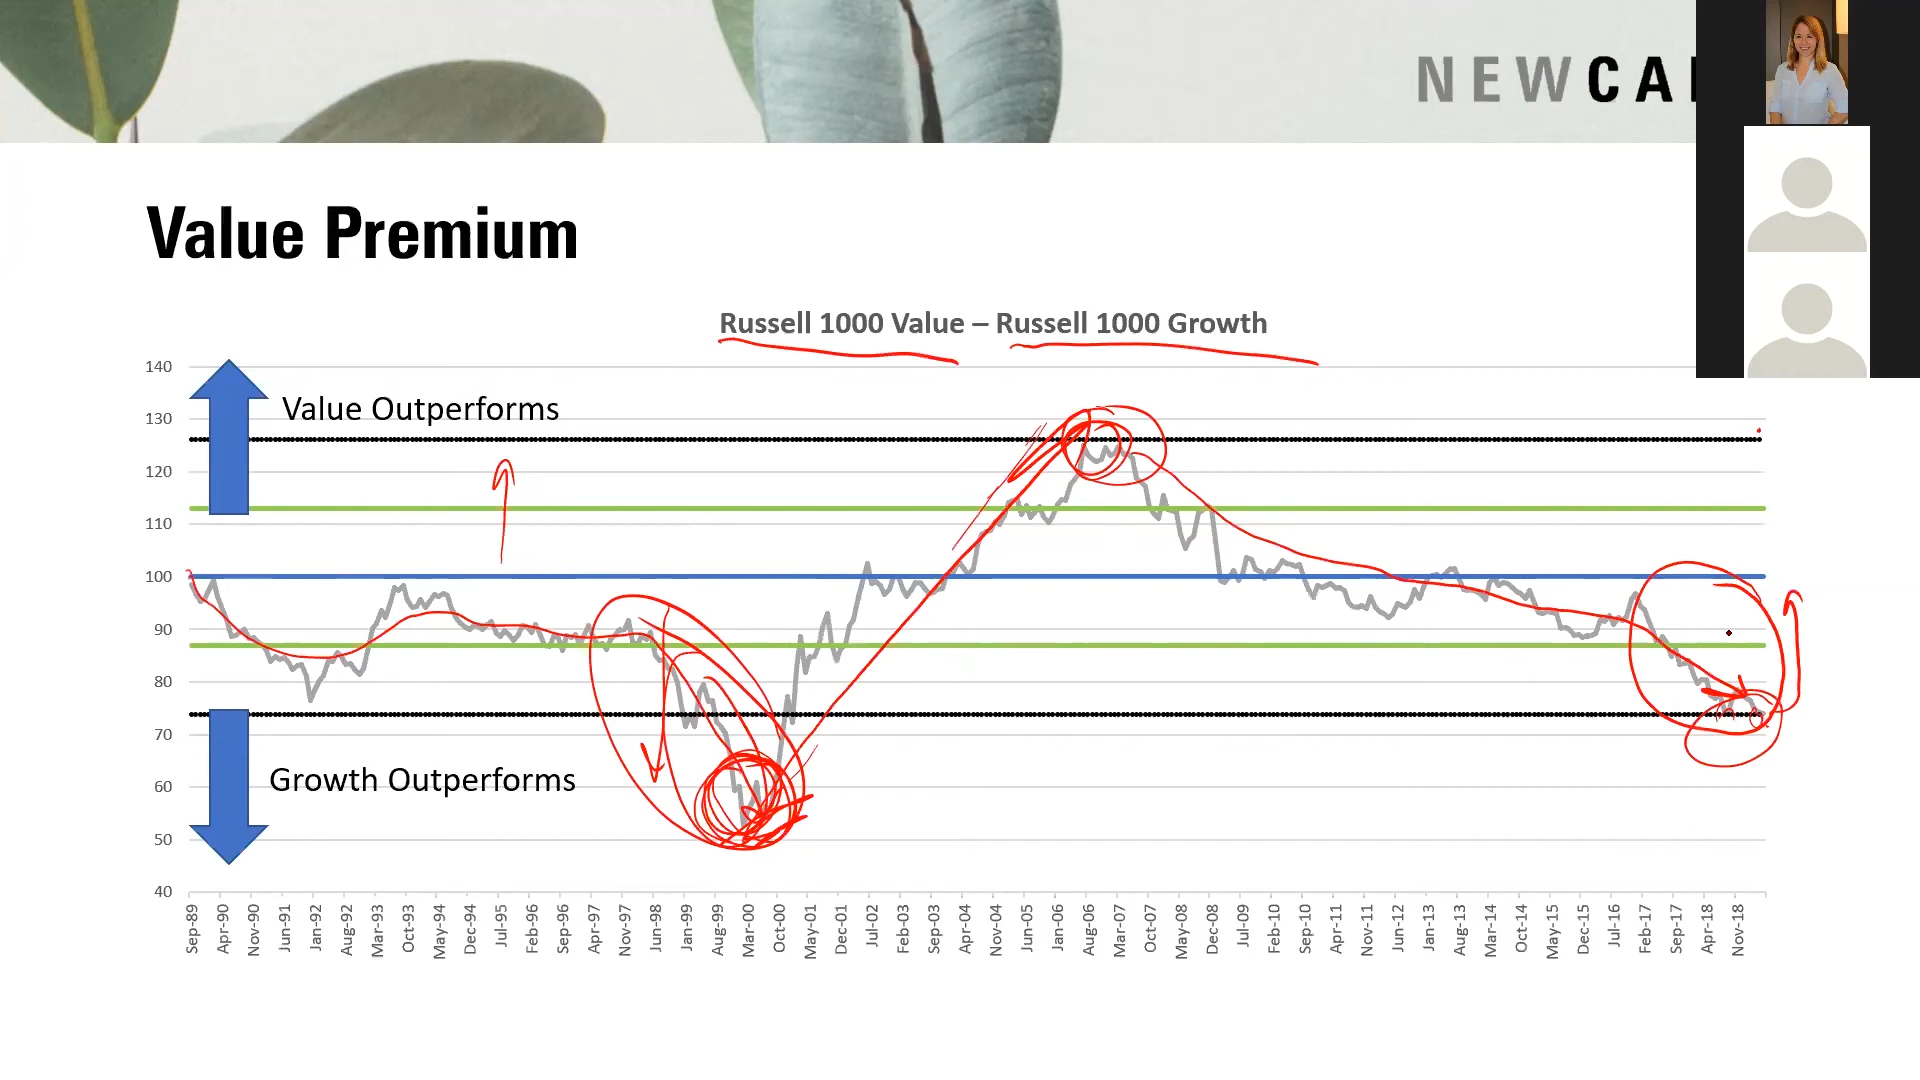 NEWCA
Value Premium
Russell 1000 Value – Russell 1000 Growth
140
130
120
110
100
90
80
70
60
50
40
Value Outperforms
Growth Outperforms
Sep-89
Apr-90
Nov-90
Jun-91
Jan-92
Aug-92
Mar-93
Oct-93
May-94
Dec-94
Jul-95
Feb-96
Sep-96
Apr-97
Nov-97
Jun-98
Jan-99
Aug-99
Mar-00
Oct-00
May-01
Dec-01
Jul-02
Feb-03
Sep-03
Apr-04
Nov-04
Jun-05
Jan-06
Aug-06
Mar-07
Oct-07
May-08
Dec-08
Jul-09
Feb-10
Sep-10
Apr-11
Nov-11
Jun-12
Jan-13
Aug-13
Mar-14
Oct-14
May-15
Dec-15
Jul-16
Feb-17
Sep-17
Apr-18
Nov-18